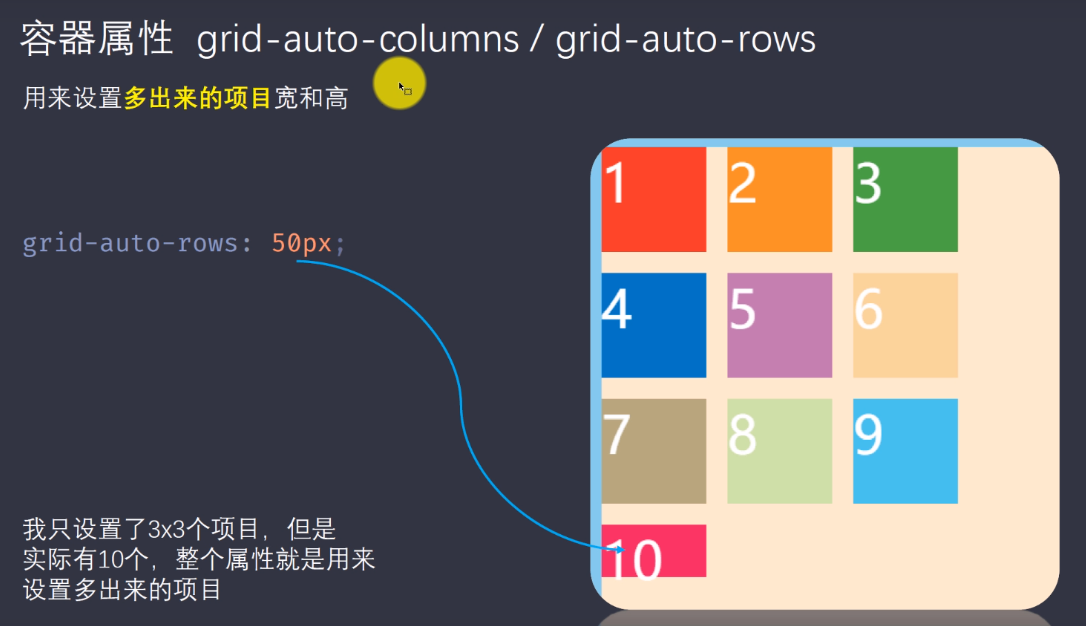 容器属性 grid-auto-columns / grid-auto-rows
用来设置多出来的项目宽和高
grid-auto-rows: 50px;
1 2 3
4 5 6
7 8 9
10
我只设置了3x3个项目，但是
实际有10个，整个属性就是用来
设置多出来的项目